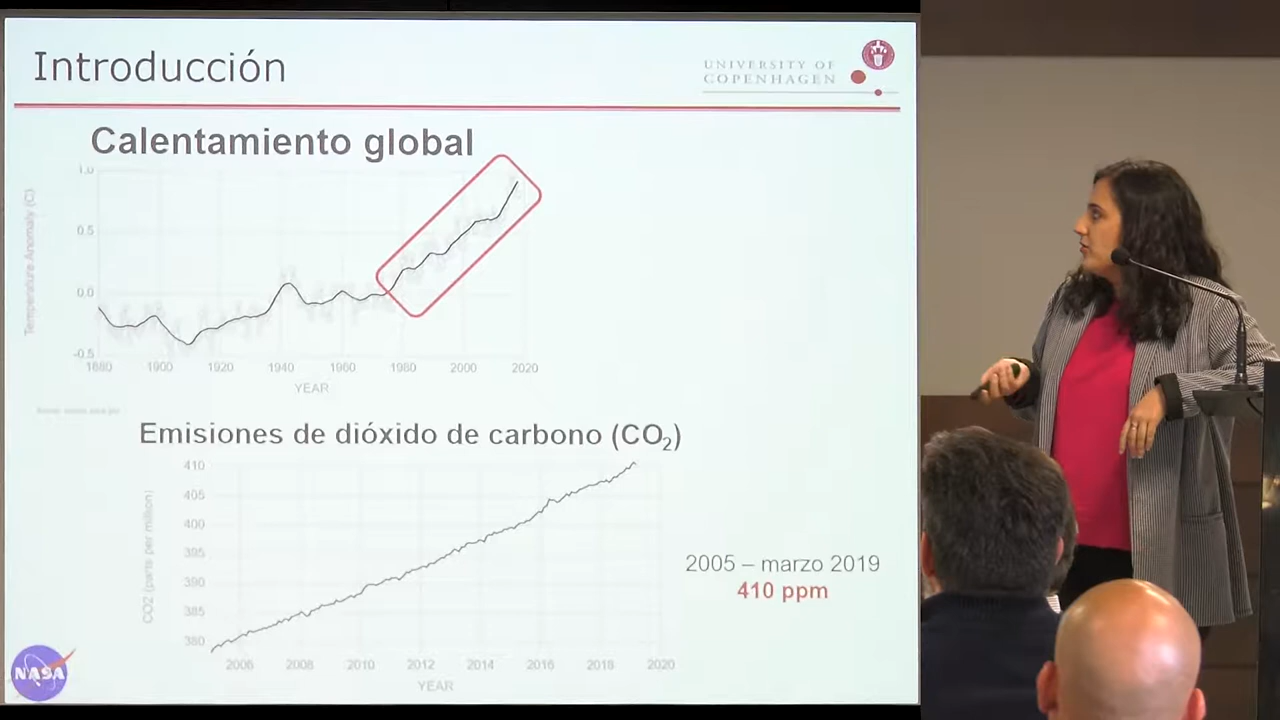 Introducción
UNIVERSITY OF
COPENHAGEN
Calentamiento global
Temperature Anomaly (C)
1.0
0.5
0.0
-0.5
1880 1900 1920 1940 1960 1980 2000 2020
YEAR
Emisiones de dióxido de carbono (CO₂)
CO2 (parts per million)
410
405
400
395
390
385
380
2006 2008 2010 2012 2014 2016 2018 2020
YEAR
2005 – marzo 2019
410 ppm
NASA